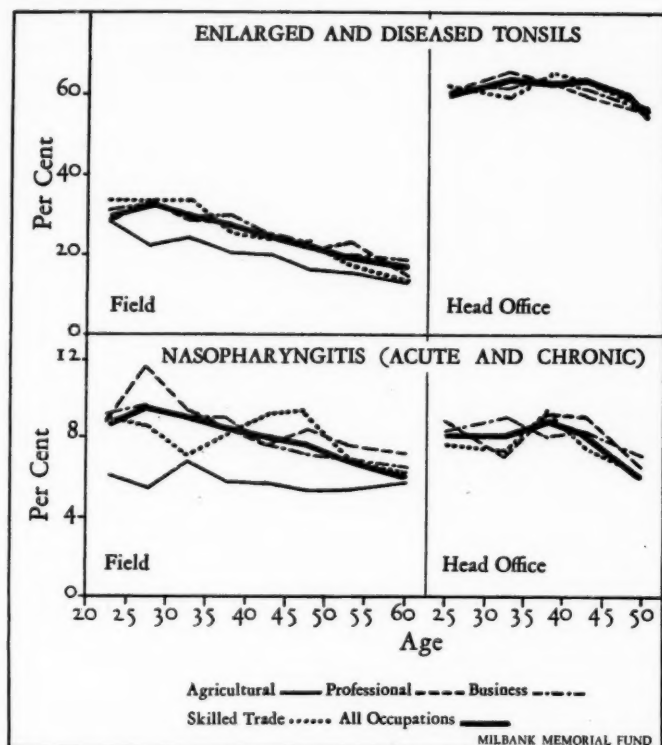 ENLARGED AND DISEASED TONSILS
60
40
20
0
Per Cent
Field
Head Office
NASOPHARYNGITIS (ACUTE AND CHRONIC)
12
8
4
0
Per Cent
Field
Head Office
20 25 30 35 40 45 50 55 60 25 30 35 40 45 50
Age
Agricultural Professional Business
Skilled Trade All Occupations
MILBANK MEMORIAL FUND